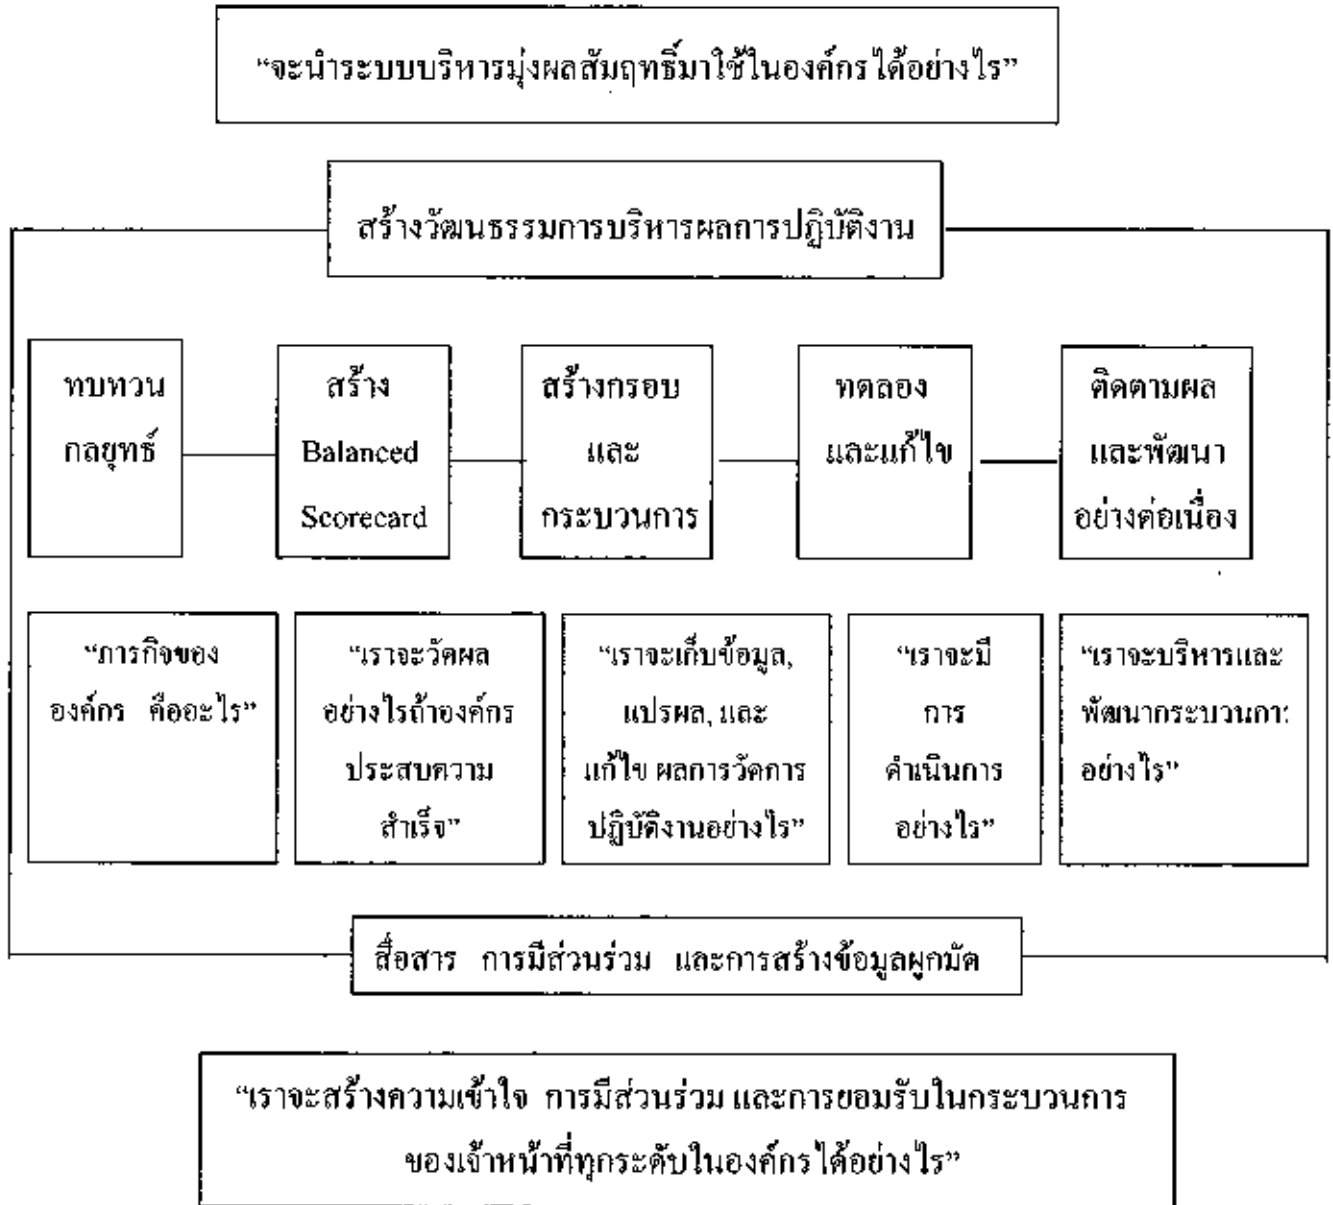 “จะนำระบบบริหารมุ่งผลสัมฤทธิ์มาใช้ในองค์กรได้อย่างไร”
สร้างวัฒนธรรมการบริหารผลการปฏิบัติงาน
ทบทวน
กลยุทธ์
สร้าง
Balanced
Scorecard
สร้างกรอบ
และ
กระบวนการ
ทดลอง
และแก้ไข
ติดตามผล
และพัฒนา
อย่างต่อเนื่อง
“ภารกิจของ
องค์กร คืออะไร”
“เราจะวัดผล
อย่างไรถ้าองค์กร
ประสบความ
สำเร็จ”
“เราจะเก็บข้อมูล,
แปรผล, และ
แก้ไข ผลการวัดการ
ปฏิบัติงานอย่างไร”
“เราจะมี
การ
ดำเนินการ
อย่างไร”
“เราจะบริหารและ
พัฒนากระบวนการ
อย่างไร”
สื่อสาร การมีส่วนร่วม และการสร้างข้อมูลผูกมัด
“เราจะสร้างความเข้าใจ การมีส่วนร่วม และการยอมรับในกระบวนการ
ของเจ้าหน้าที่ทุกระดับในองค์กรได้อย่างไร”